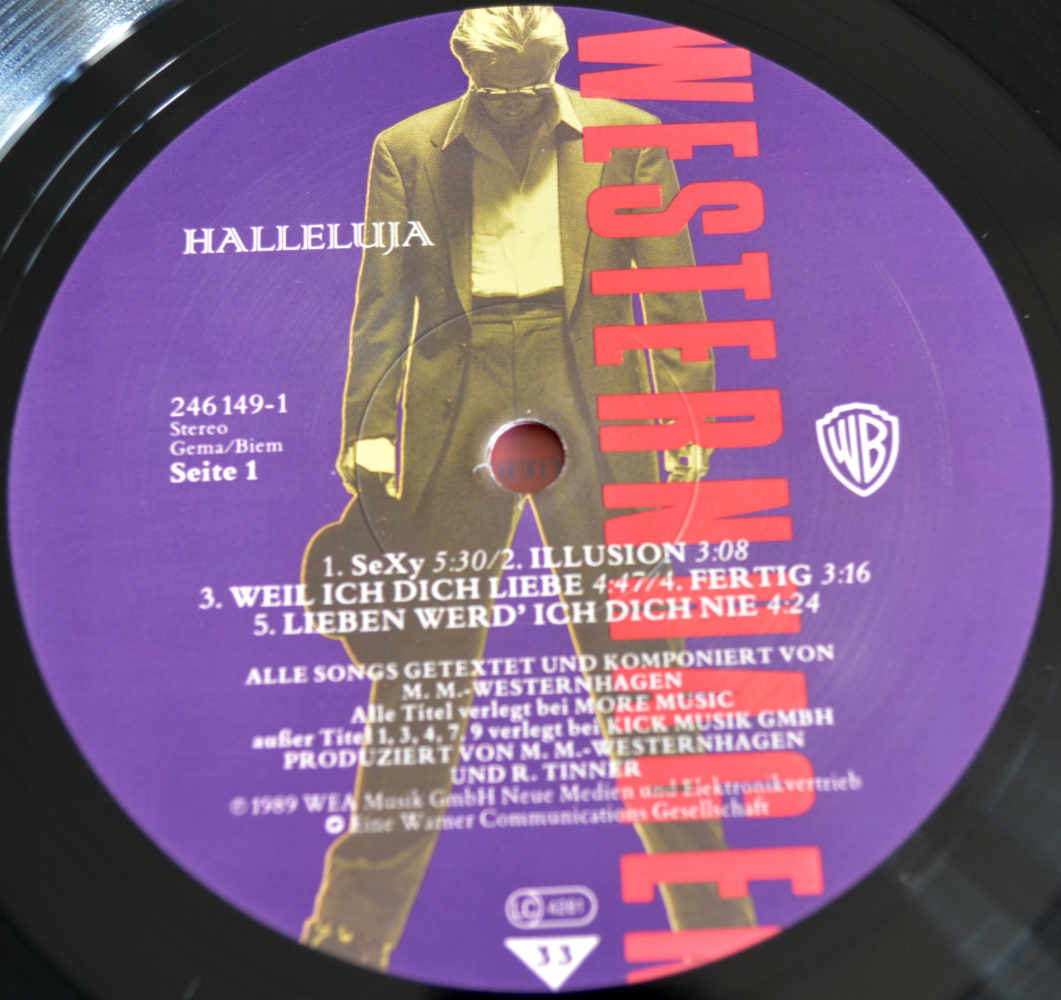 WESTERNHAGEN
HALLELUJA
246 149-1
Stereo
Gema/Biem
Seite 1
WB
1. SeXy 5:30/2. ILLUSION 3:08
3. WEIL ICH DICH LIEBE 4:47/4. FERTIG 3:16
5. LIEBEN WERD' ICH DICH NIE 4:24
ALLE SONGS GETEXTET UND KOMPONIERT VON
M. M.-WESTERNHAGEN
Alle Titel verlegt bei MORE MUSIC
außer Titel 1, 3, 4, 7, 9 verlegt bei KICK MUSIK GMBH
PRODUZIERT VON M. M.-WESTERNHAGEN
UND R. TINNER
℗ 1989 WEA Musik GmbH Neue Medien und Elektronikvertrieb
Eine Warner Communications Gesellschaft
LC 4281
33